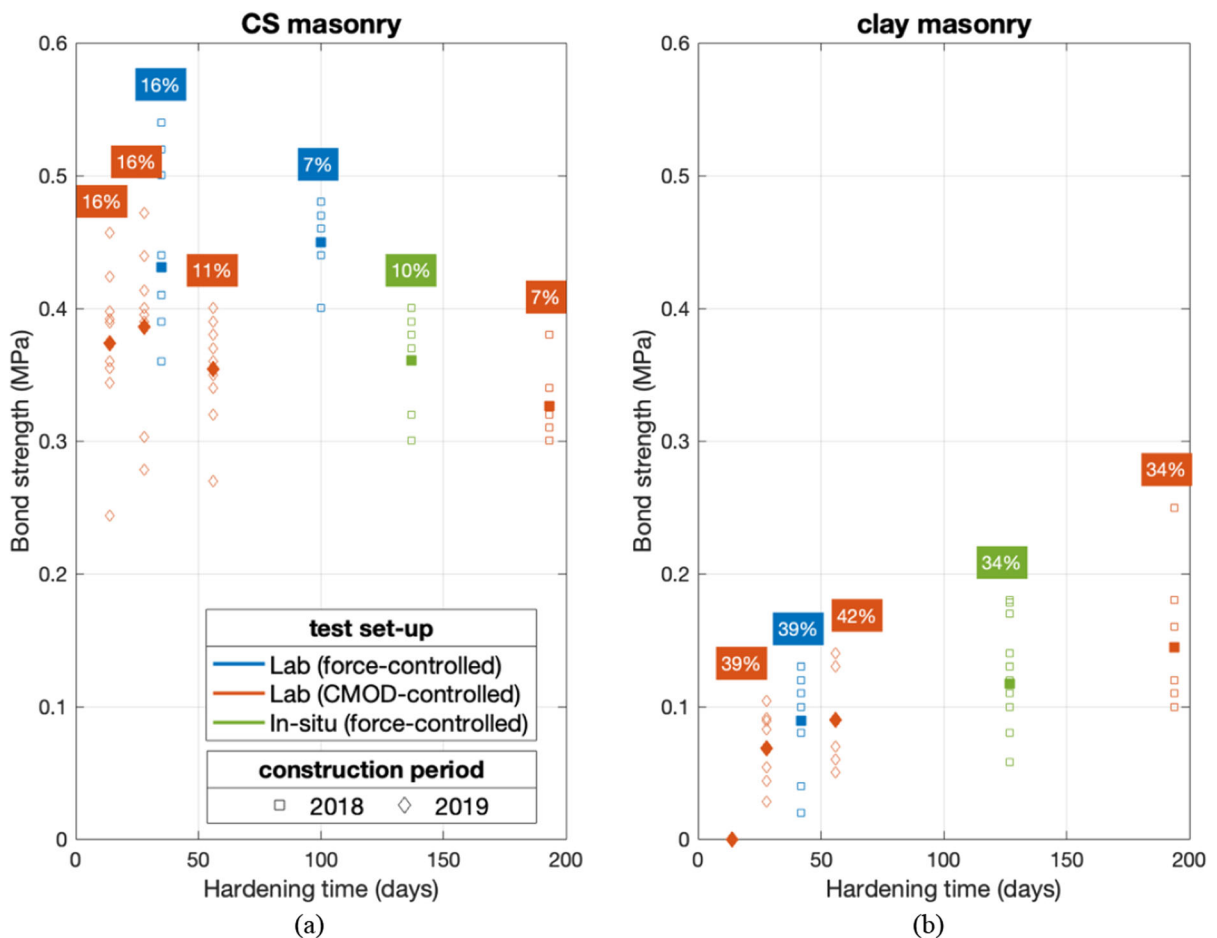 CS masonry
0.6
0.5
0.4
0.3
0.2
0.1
0
Bond strength (MPa)
16%
16%
16%
11%
7%
10%
7%
test set-up
Lab (force-controlled)
Lab (CMOD-controlled)
In-situ (force-controlled)
construction period
2018 2019
0 50 100 150 200
Hardening time (days)
(a)
clay masonry
0.6
0.5
0.4
0.3
0.2
0.1
0
Bond strength (MPa)
39%
39%
42%
34%
34%
0 50 100 150 200
Hardening time (days)
(b)